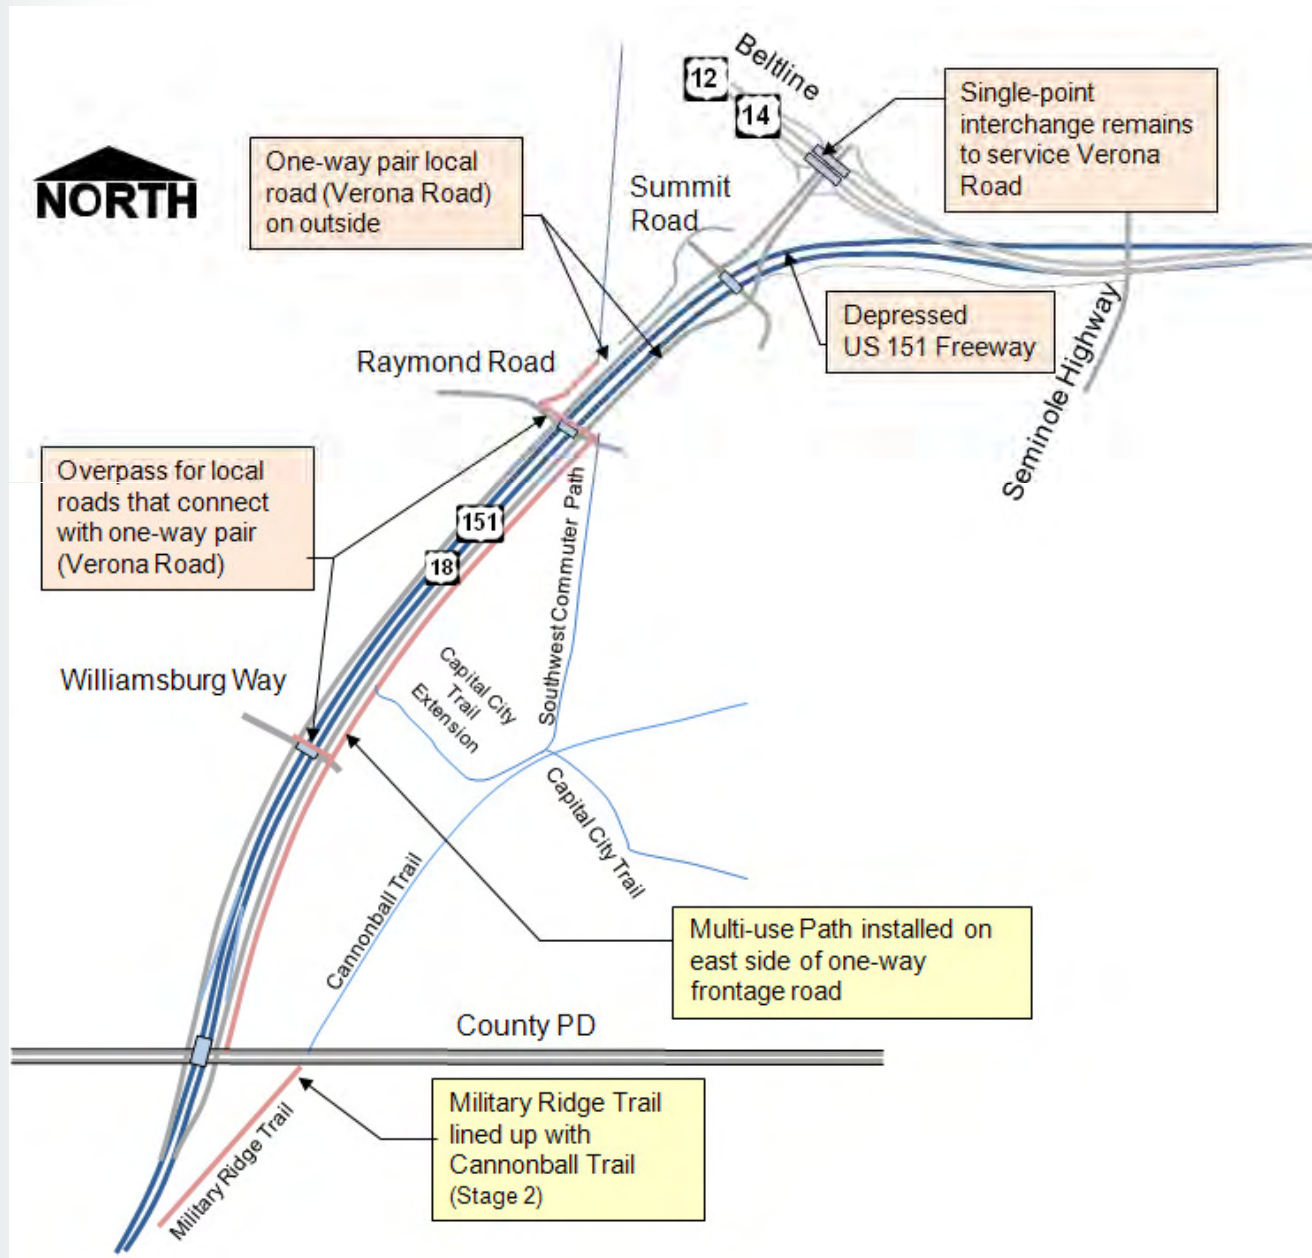 Beltline
12
14
Single-point
interchange remains
to service Verona
Road
One-way pair local
road (Verona Road)
on outside
NORTH
Summit
Road
Depressed
US 151 Freeway
Seminole Highway
Raymond Road
Overpass for local
roads that connect
with one-way pair
(Verona Road)
151
18
Southwest Commuter Path
Capital City
Trail
Extension
Williamsburg Way
Capital City Trail
Cannonball Trail
Multi-use Path installed on
east side of one-way
frontage road
County PD
Military Ridge Trail
lined up with
Cannonball Trail
(Stage 2)
Military Ridge Trail